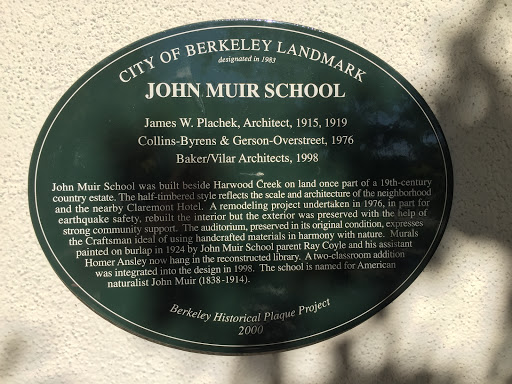 CITY OF BERKELEY LANDMARK
designated in 1983
JOHN MUIR SCHOOL
James W. Plachek, Architect, 1915, 1919
Collins-Byrens & Gerson-Overstreet, 1976
Baker/Vilar Architects, 1998
John Muir School was built beside Harwood Creek on land once part of a 19th-century
country estate. The half-timbered style reflects the scale and architecture of the neighborhood
and the nearby Claremont Hotel. A remodeling project undertaken in 1976, in part for
earthquake safety, rebuilt the interior but the exterior was preserved with the help of
strong community support. The auditorium, preserved in its original condition, expresses
the Craftsman ideal of using handcrafted materials in harmony with nature. Murals
painted on burlap in 1924 by John Muir School parent Ray Coyle and his assistant
Homer Ansley now hang in the reconstructed library. A two-classroom addition
was integrated into the design in 1998. The school is named for American
naturalist John Muir (1838-1914).
Berkeley Historical Plaque Project
2000